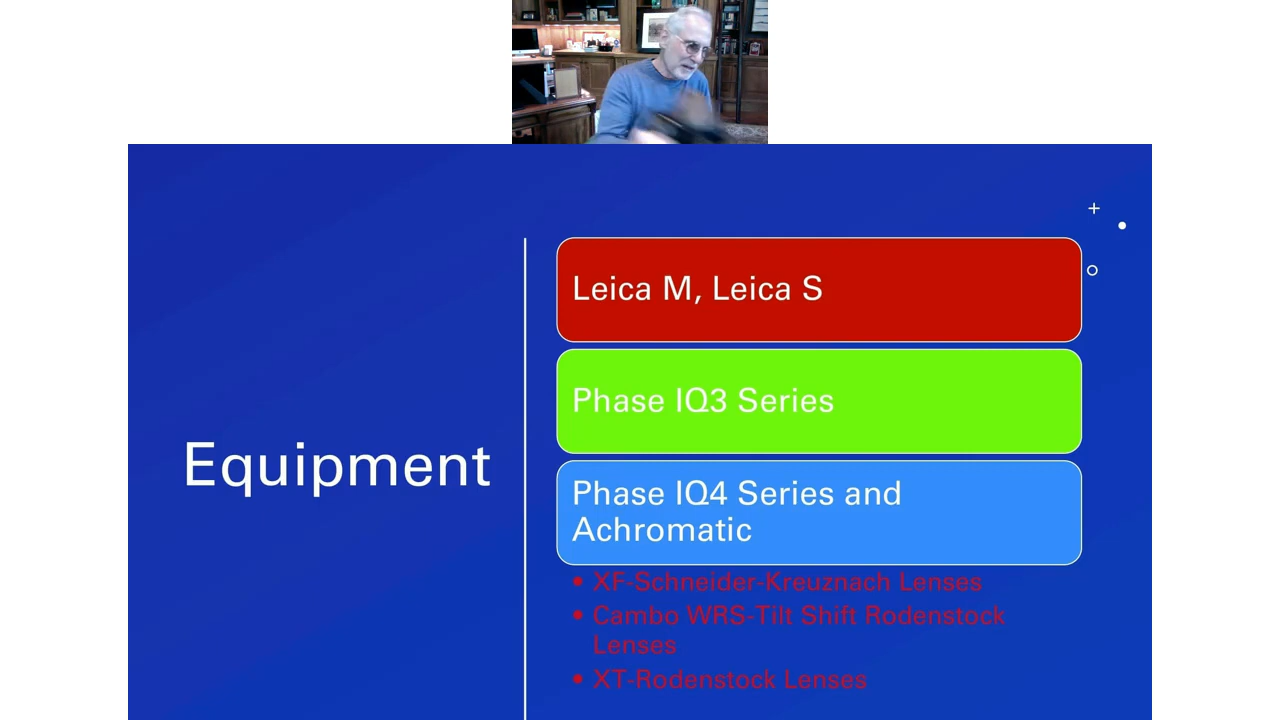 Leica M, Leica S
Phase IQ3 Series
Equipment
Phase IQ4 Series and
Achromatic
• XF-Schneider-Kreuznach Lenses
• Cambo WRS-Tilt Shift Rodenstock
Lenses
• XT-Rodenstock Lenses